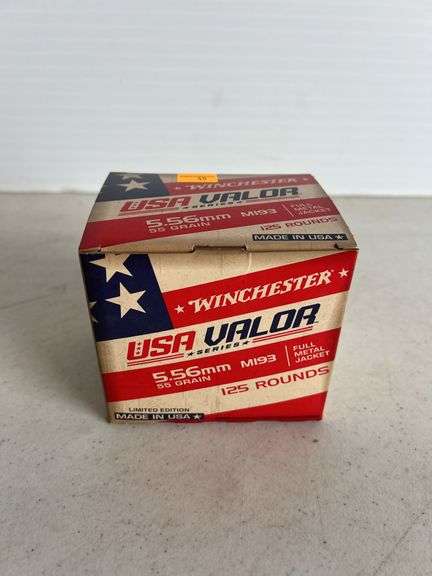 ★ WINCHESTER ★
USA VALOR
★ SERIES ★
5.56mm M193 FULL METAL JACKET
55 GRAIN
125 ROUNDS
MADE IN USA ★
★ WINCHESTER ★
USA VALOR
★ SERIES ★
5.56mm M193 FULL METAL JACKET
55 GRAIN
125 ROUNDS
LIMITED EDITION
MADE IN USA ★